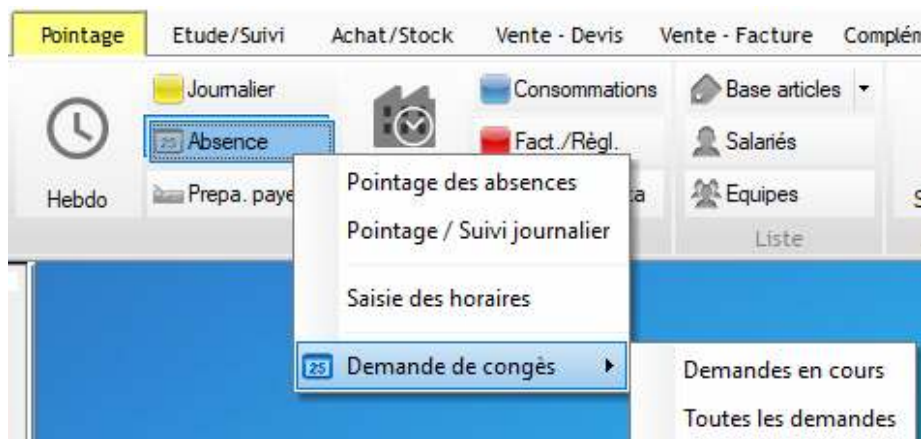 Pointage Etude/Suivi Achat/Stock Vente - Devis Vente - Facture
Journalier Consommations Base articles
25 Absence Fact./Règl. Salariés
Hebdo Prepa. paye Equipes
Liste
Pointage des absences
Pointage / Suivi journalier
Saisie des horaires
25 Demande de congès
Demandes en cours
Toutes les demandes